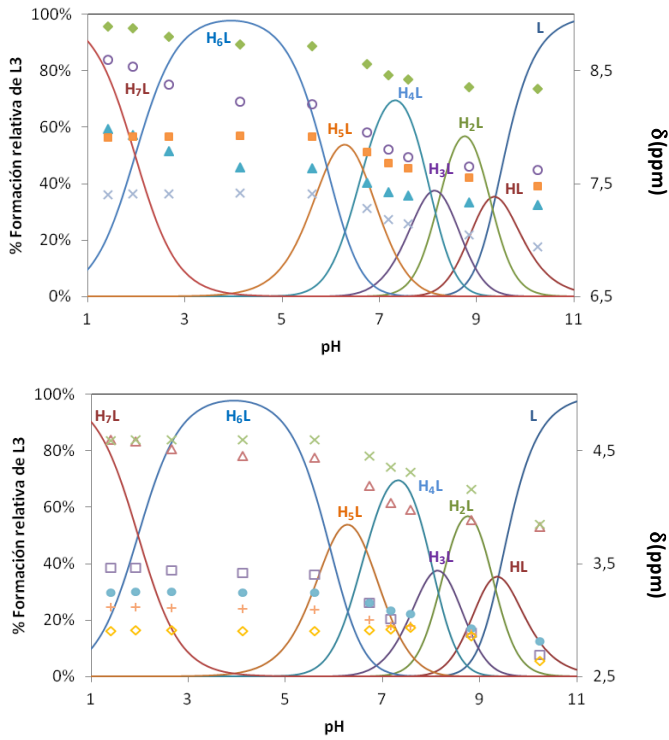 100%
80%
60%
40%
20%
0%
% Formación relativa de L3
H7L
H6L
H5L
H4L
H3L
H2L
HL
L
8,5
7,5
6,5
δ(ppm)
1 3 5 7 9 11
pH
100%
80%
60%
40%
20%
0%
% Formación relativa de L3
H7L
H6L
H5L
H4L
H3L
H2L
HL
L
4,5
3,5
2,5
δ(ppm)
1 3 5 7 9 11
pH